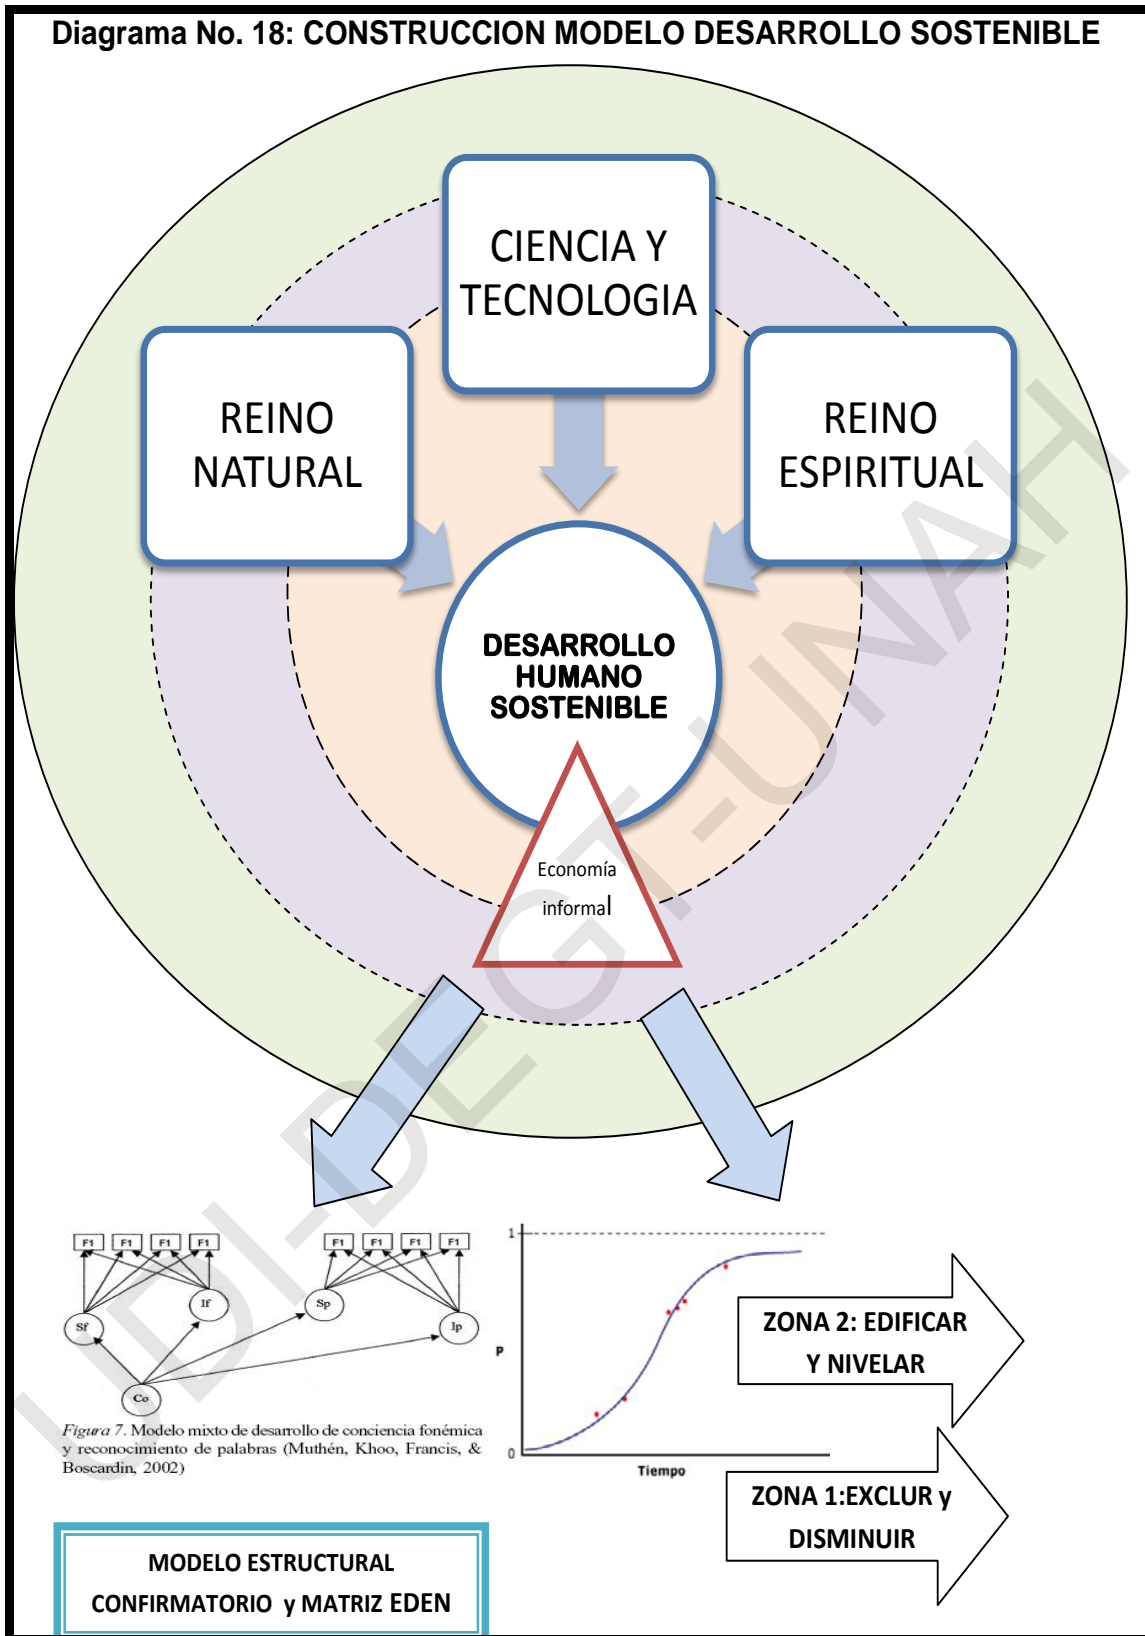 Diagrama No. 18: CONSTRUCCION MODELO DESARROLLO SOSTENIBLE
CIENCIA Y
TECNOLOGIA
REINO
NATURAL
REINO
ESPIRITUAL
DESARROLLO
HUMANO
SOSTENIBLE
Economía
informal
UDI-DEGT-UNAH
F1 F1 F1 F1
F1 F1 F1 F1
Sf
If
Sp
Ip
Co
Figura 7. Modelo mixto de desarrollo de conciencia fonémica
y reconocimiento de palabras (Muthén, Khoo, Francis, &
Boscardin, 2002)
1
P
0
Tiempo
ZONA 2: EDIFICAR
Y NIVELAR
ZONA 1:EXCLUR y
DISMINUIR
MODELO ESTRUCTURAL
CONFIRMATORIO y MATRIZ EDEN